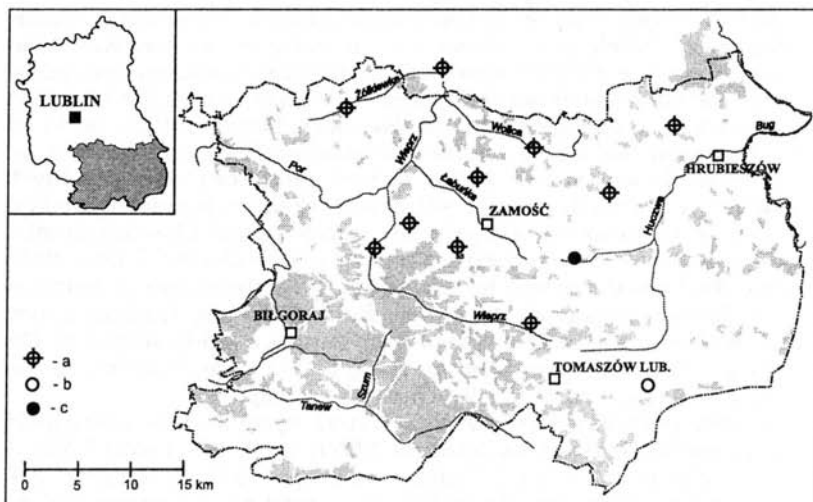 LUBLIN
Żółkiewka
Wolica
Bug
Wieprz
Por
HRUBIESZÓW
Łabuńka
ZAMOŚĆ
Huczwa
BIŁGORAJ
Wieprz
- a
TOMASZÓW LUB.
- b
Szum
- c
Tanew
0 5 10 15 km